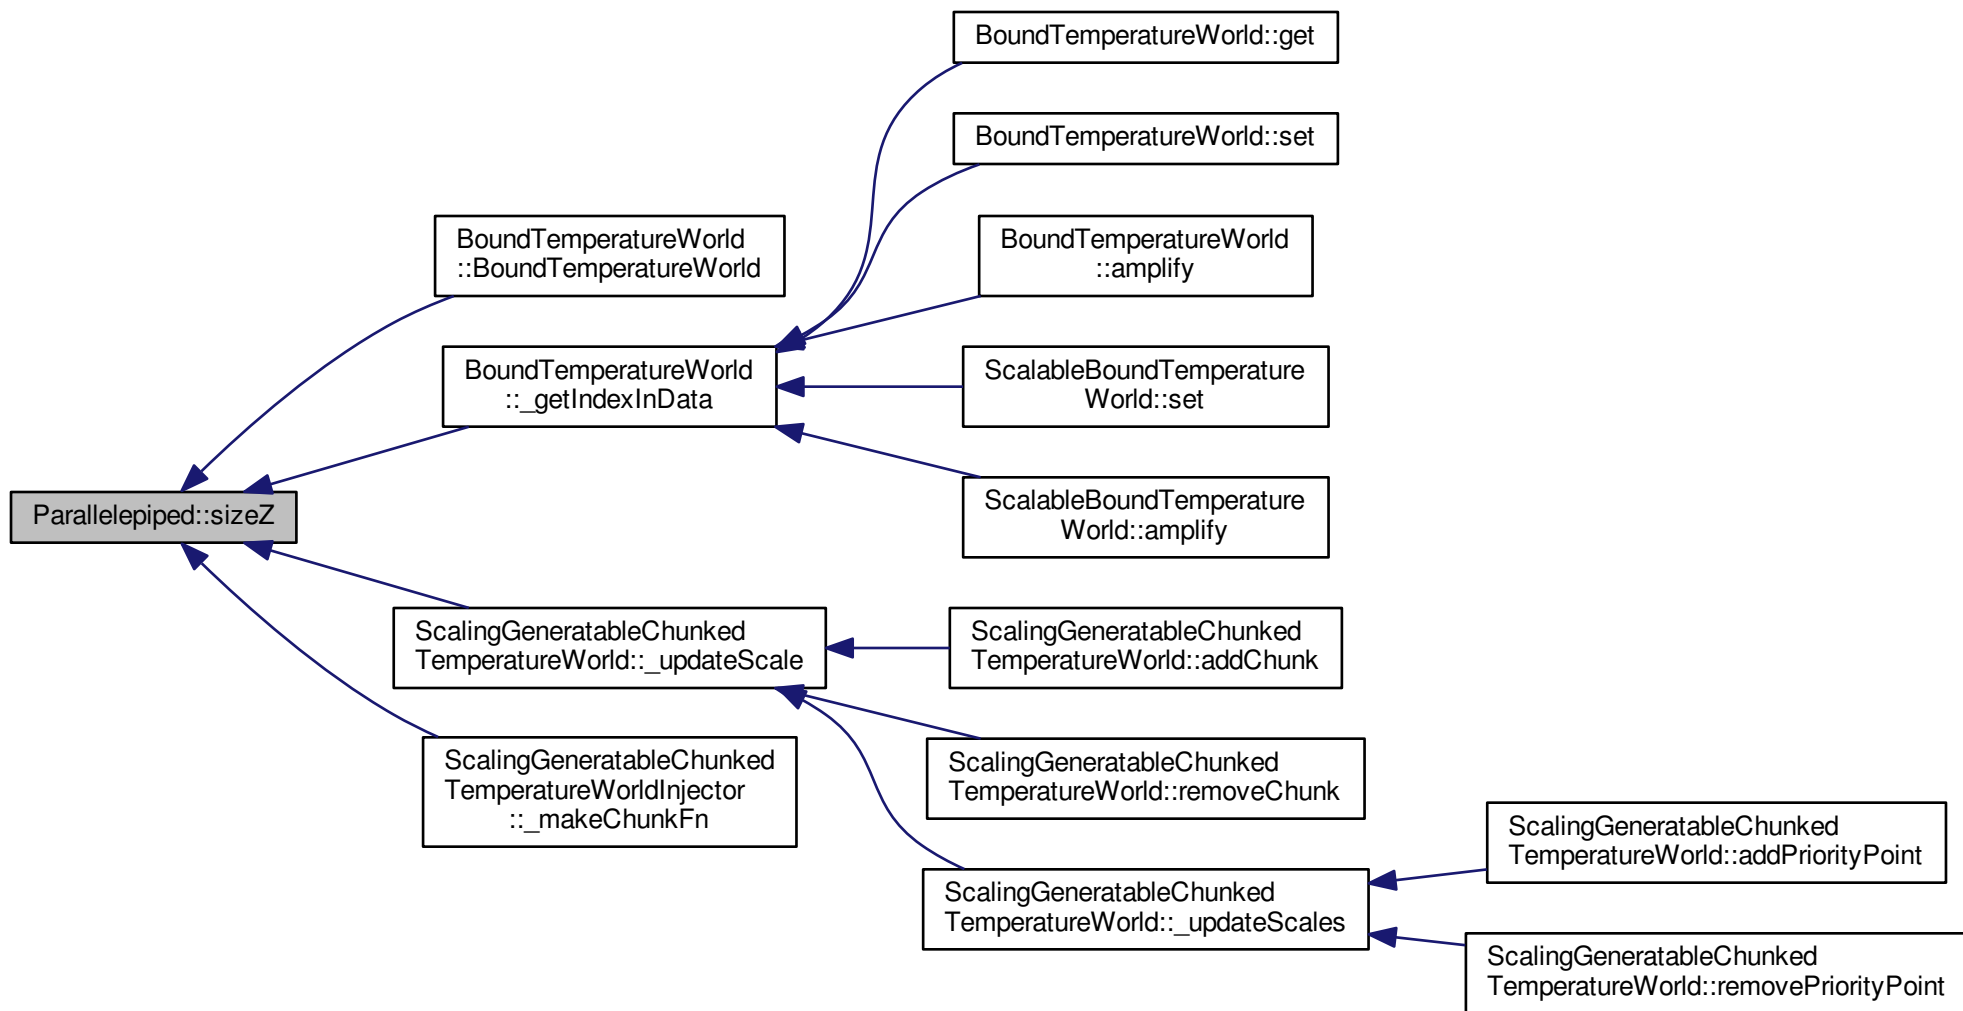 BoundTemperatureWorld::get
BoundTemperatureWorld::set
BoundTemperatureWorld
::BoundTemperatureWorld
BoundTemperatureWorld
::amplify
BoundTemperatureWorld
::_getIndexInData
ScalableBoundTemperature
World::set
Parallelepiped::sizeZ
ScalableBoundTemperature
World::amplify
ScalingGeneratableChunked
TemperatureWorld::_updateScale
ScalingGeneratableChunked
TemperatureWorld::addChunk
ScalingGeneratableChunked
TemperatureWorldInjector
::_makeChunkFn
ScalingGeneratableChunked
TemperatureWorld::removeChunk
ScalingGeneratableChunked
TemperatureWorld::_updateScales
ScalingGeneratableChunked
TemperatureWorld::addPriorityPoint
ScalingGeneratableChunked
TemperatureWorld::removePriorityPoint